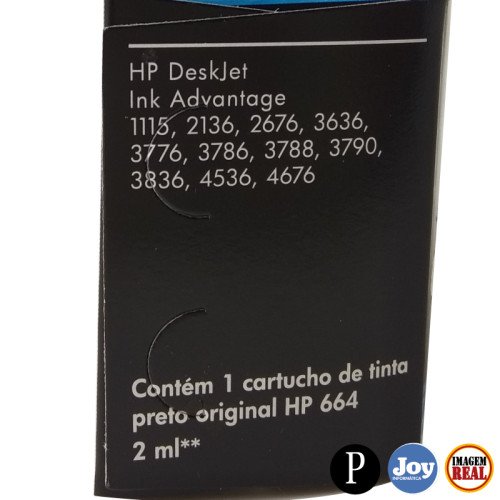 HP DeskJet
Ink Advantage
1115, 2136, 2676, 3636,
3776, 3786, 3788, 3790,
3836, 4536, 4676
Contém 1 cartucho de tinta
preto original HP 664
2 ml**
P
Joy
INFORMÁTICA
IMAGEM
REAL